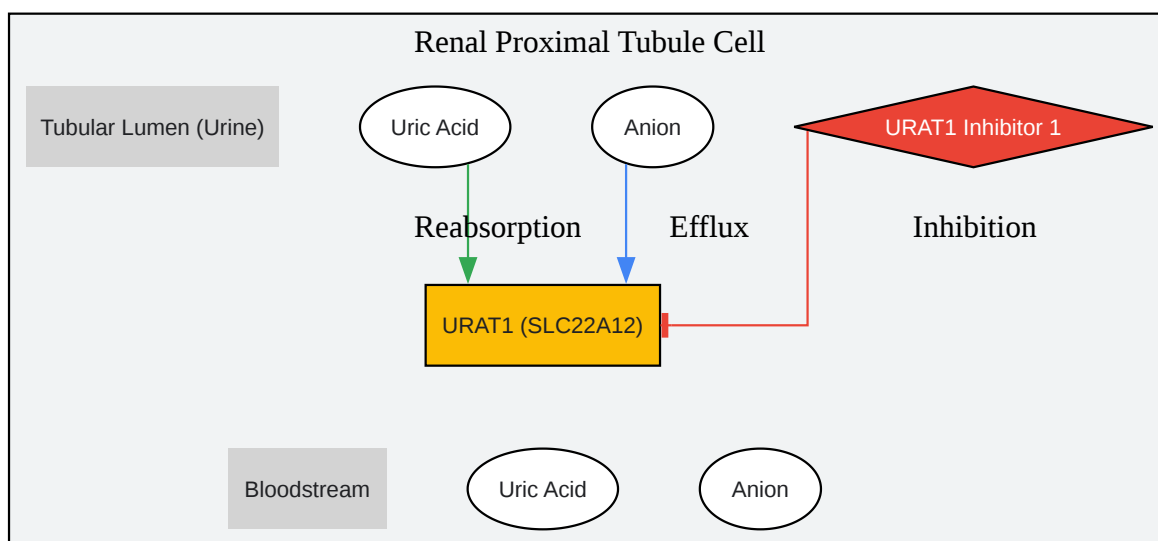 Renal Proximal Tubule Cell
Tubular Lumen (Urine)
Uric Acid
Anion
URAT1 Inhibitor 1
Reabsorption
Efflux
Inhibition
URAT1 (SLC22A12)
Bloodstream
Uric Acid
Anion